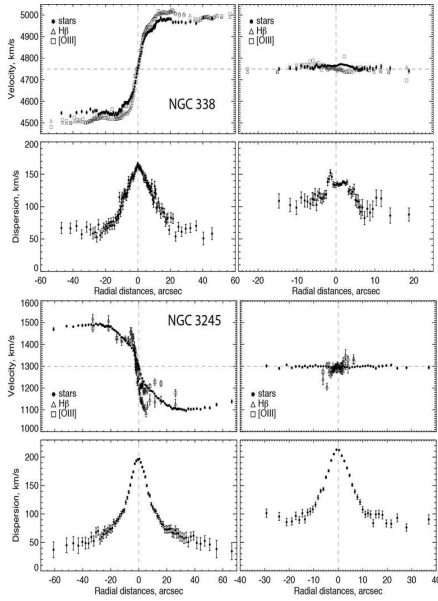 5000
4900
4800
4700
4600
4500
Velocity, km/s
stars
Hβ
[OIII]
NGC 338
stars
Hβ
[OIII]
200
150
100
50
0
Dispersion, km/s
-60 -40 -20 0 20 40 60
-20 -10 0 10 20
Radial distances, arcsec
Radial distances, arcsec
1600
1500
1400
1300
1200
1100
1000
Velocity, km/s
NGC 3245
stars
Hβ
[OIII]
stars
Hβ
[OIII]
200
150
100
50
0
Dispersion, km/s
-60 -40 -20 0 20 40 60
-40 -30 -20 -10 0 10 20 30 40
Radial distances, arcsec
Radial distances, arcsec